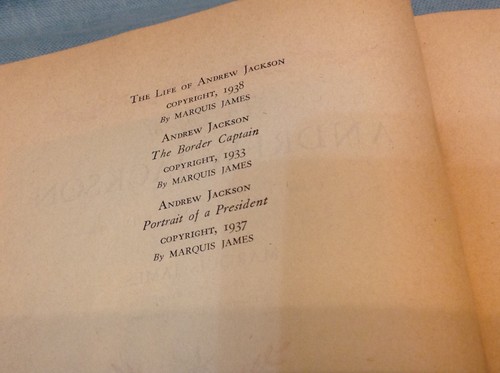 The Life of Andrew Jackson
copyright, 1938
By MARQUIS JAMES
Andrew Jackson
The Border Captain
copyright, 1933
By MARQUIS JAMES
Andrew Jackson
Portrait of a President
copyright, 1937
By MARQUIS JAMES